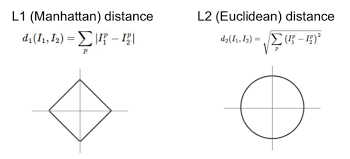 L1 (Manhattan) distance
d₁(I₁, I₂) = ∑ₚ |I₁ᵖ − I₂ᵖ|
L2 (Euclidean) distance
d₂(I₁, I₂) = √(∑ₚ (I₁ᵖ − I₂ᵖ)²)